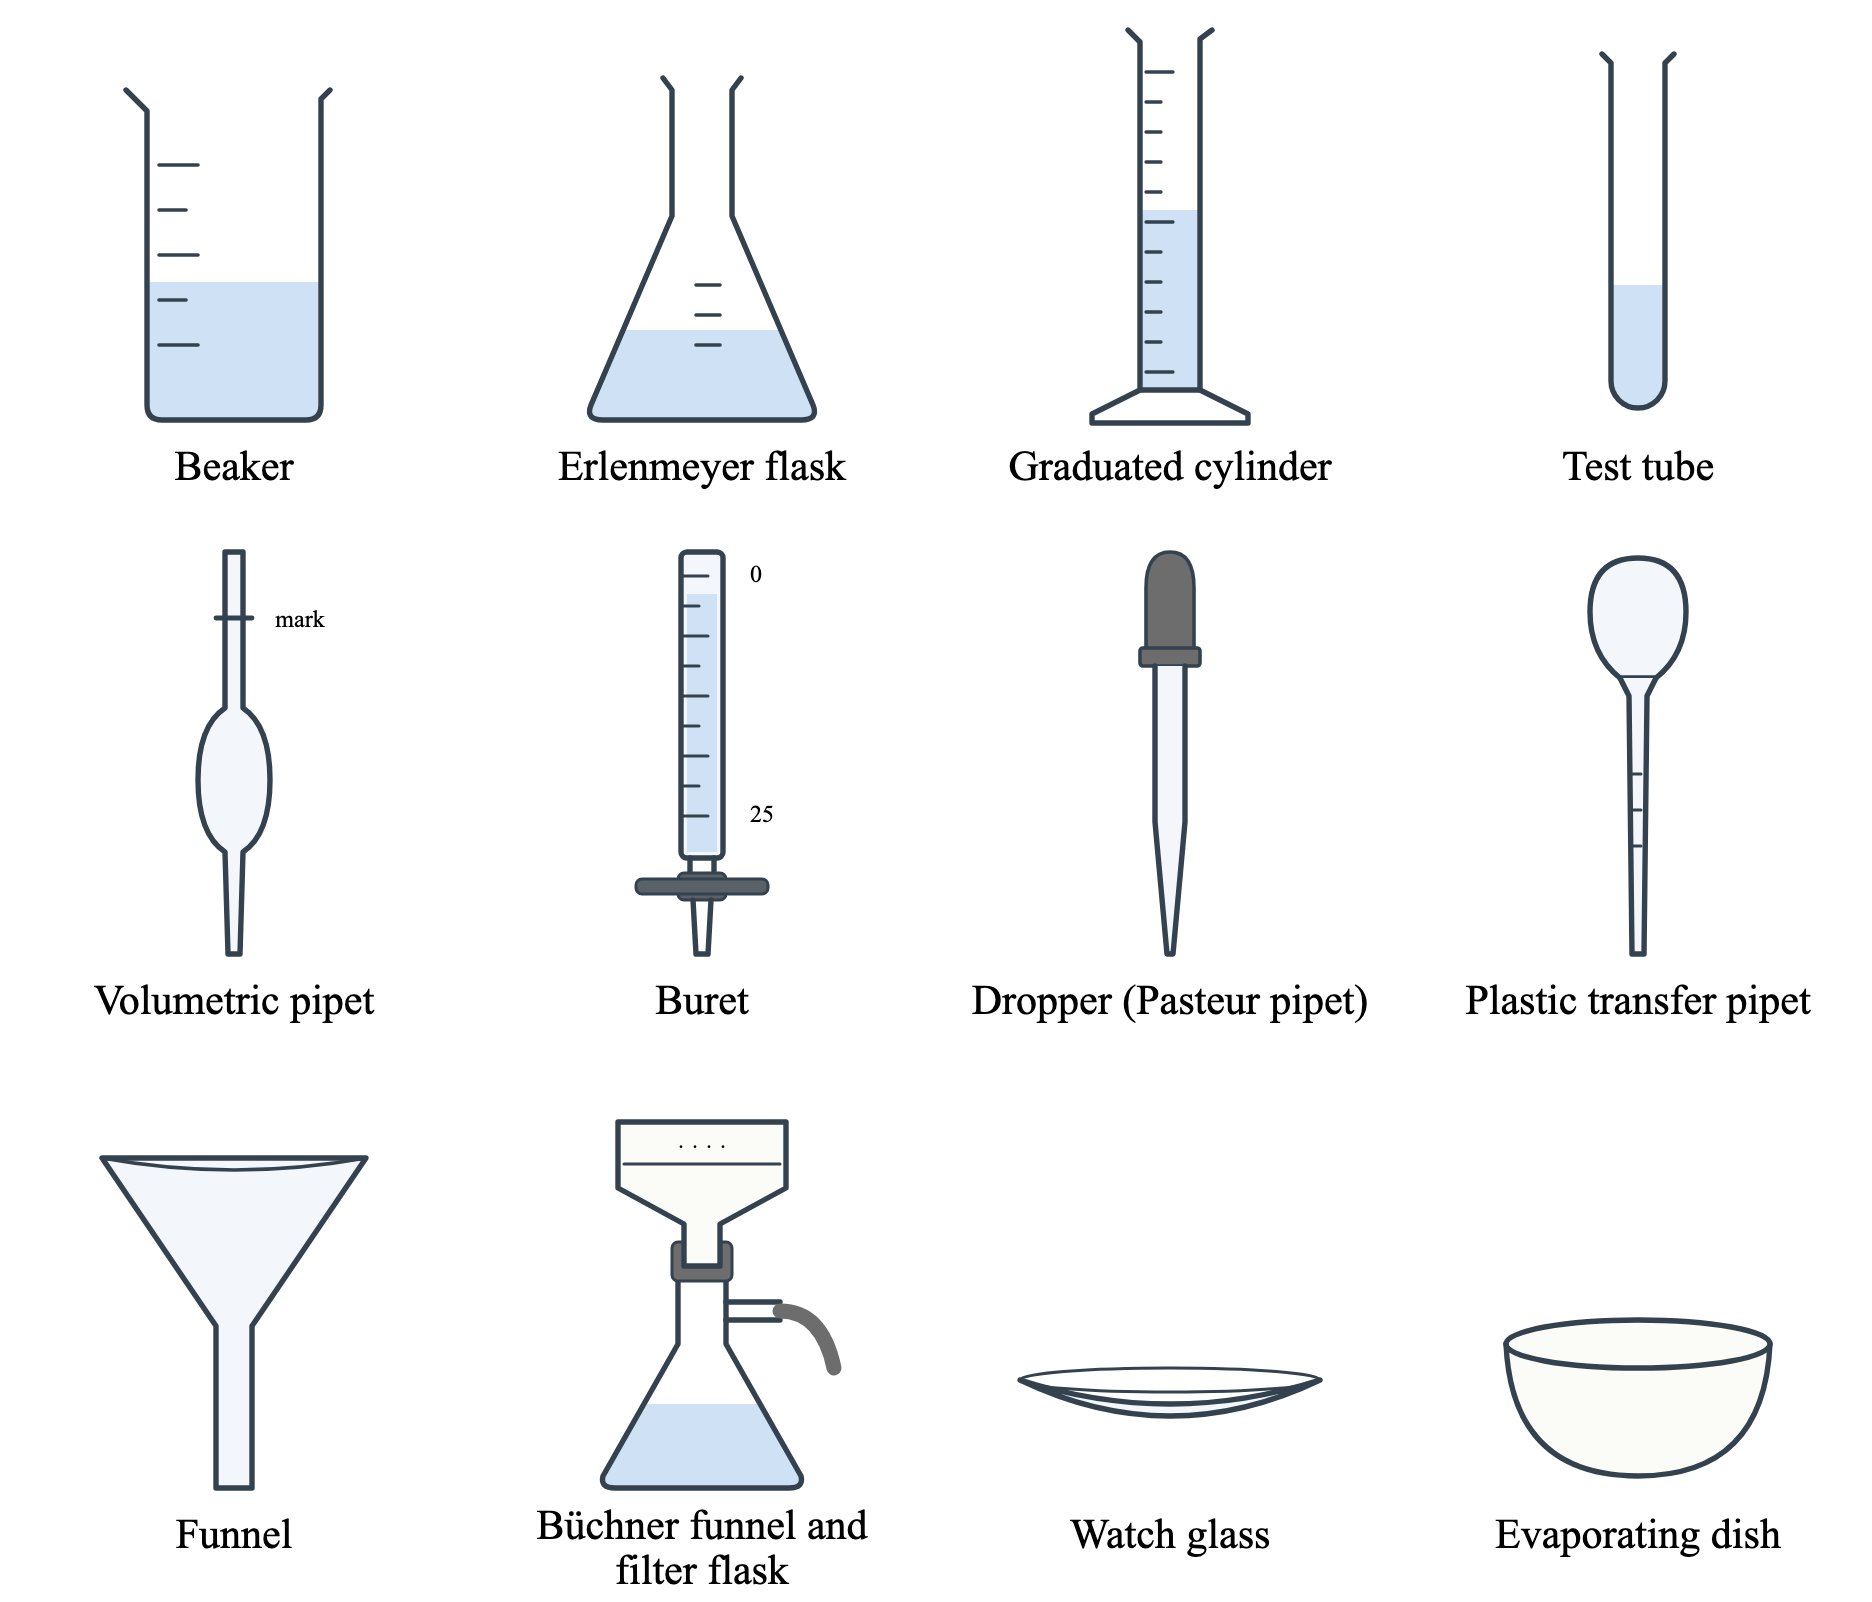 Beaker
Erlenmeyer flask
Graduated cylinder
Test tube
mark
0
25
Volumetric pipet
Buret
Dropper (Pasteur pipet)
Plastic transfer pipet
Funnel
Büchner funnel and
filter flask
Watch glass
Evaporating dish